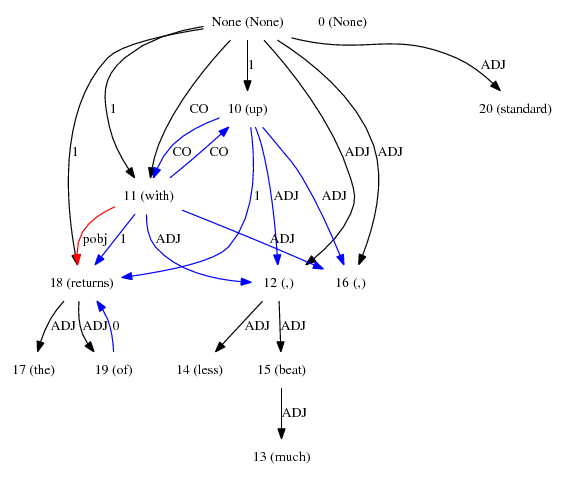 None (None) 0 (None)
1 ADJ
1 CO 10 (up) 20 (standard)
1 CO CO ADJ ADJ
11 (with) 1 ADJ ADJ
pobj 1 ADJ ADJ
18 (returns) 12 (,) 16 (,)
ADJ ADJ 0 ADJ ADJ
17 (the) 19 (of) 14 (less) 15 (beat)
ADJ
13 (much)